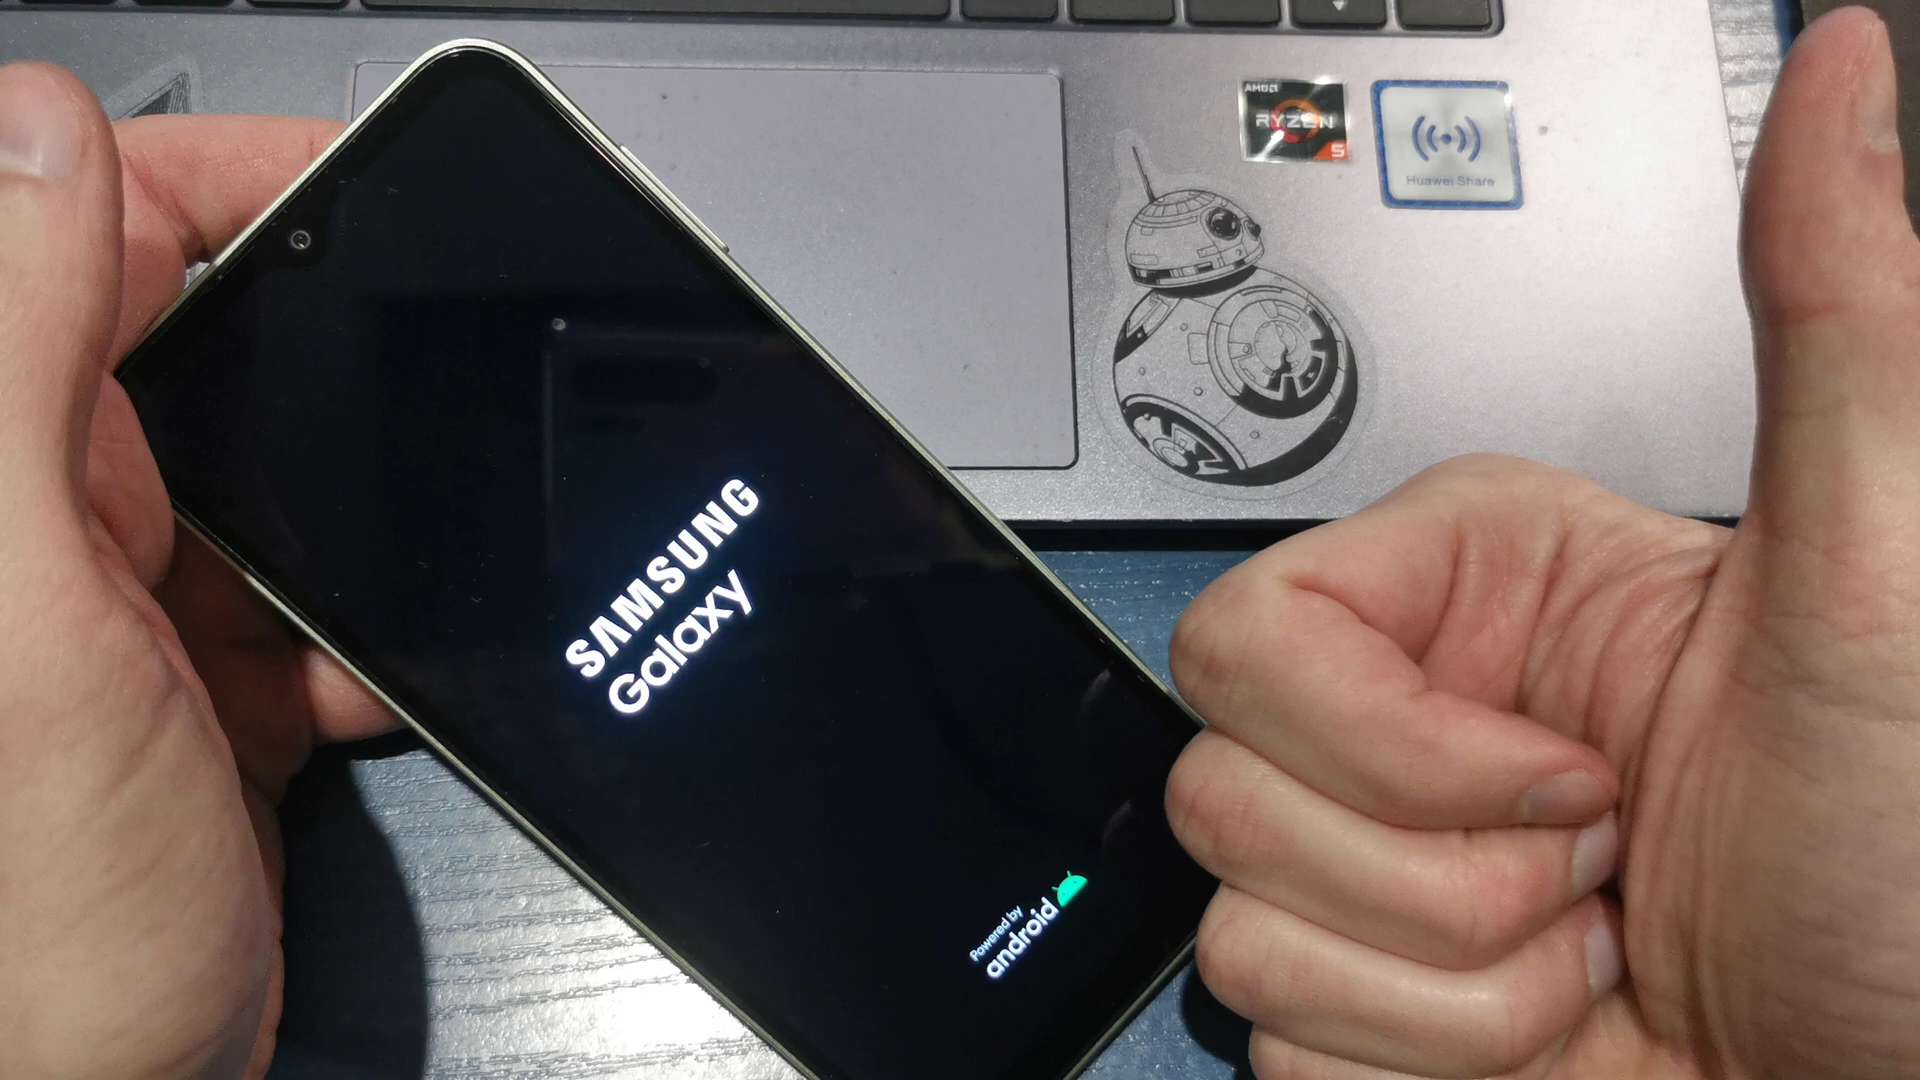 SAMSUNG
Galaxy
Powered by
android
AMD
RYZEN
5
Huawei Share